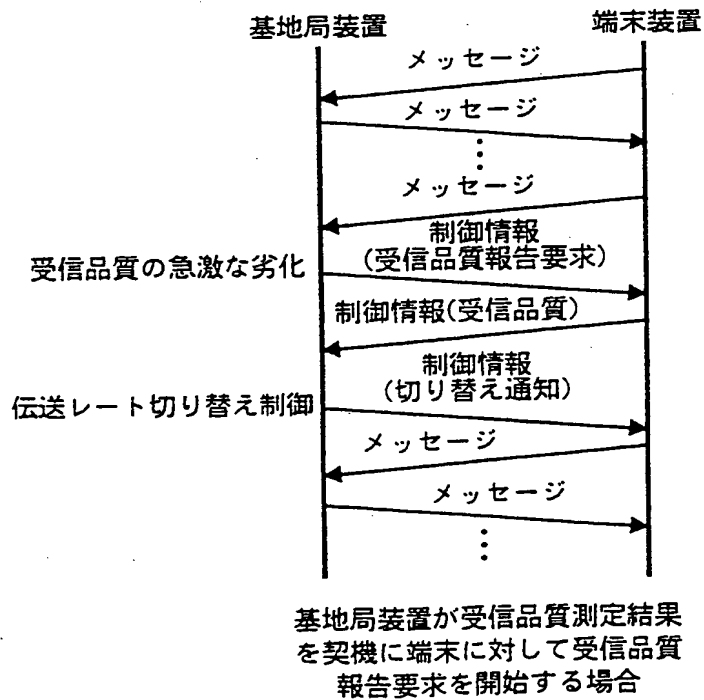 基地局装置
端末装置
メッセージ
メッセージ
メッセージ
制御情報
(受信品質報告要求)
受信品質の急激な劣化
制御情報(受信品質)
制御情報
(切り替え通知)
伝送レート切り替え制御
メッセージ
メッセージ
基地局装置が受信品質測定結果
を契機に端末に対して受信品質
報告要求を開始する場合